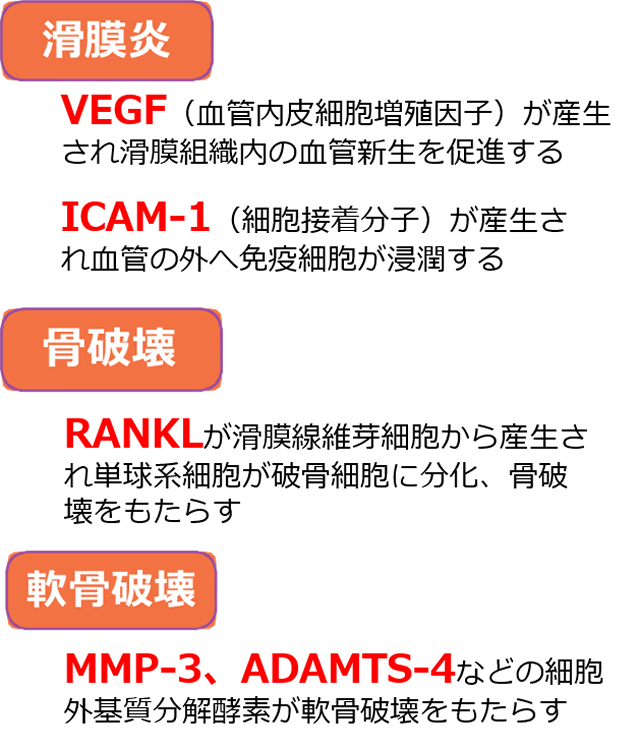 滑膜炎
VEGF（血管内皮細胞増殖因子）が産生
され滑膜組織内の血管新生を促進する
ICAM-1（細胞接着分子）が産生さ
れ血管の外へ免疫細胞が浸潤する
骨破壊
RANKLが滑膜線維芽細胞から産生さ
れ単球系細胞が破骨細胞に分化、骨破
壊をもたらす
軟骨破壊
MMP-3、ADAMTS-4などの細胞
外基質分解酵素が軟骨破壊をもたらす